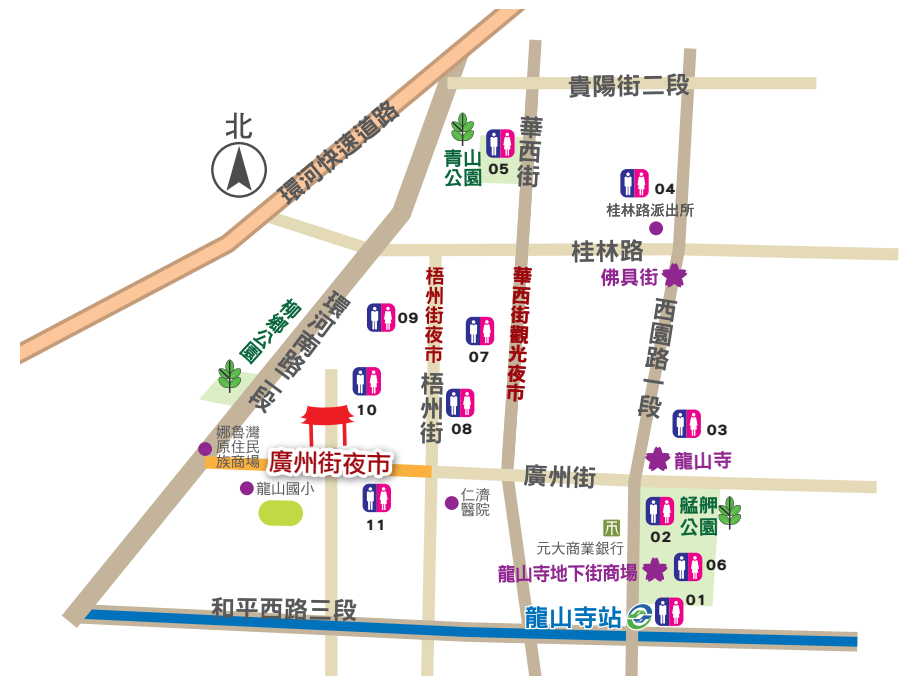 貴陽街二段
北
環河快速道路
華西街
青山
公園
05
04
桂林路派出所
桂林路
佛具街
梧州街夜市
華西街觀光夜市
柳鄉公園
環河南路二段
西園路一段
09
07
10
梧州街
08
03
娜魯灣
原住民
族商場
廣州街夜市
龍山寺
廣州街
龍山國小
11
仁濟
醫院
艋舺
公園
02
元大商業銀行
龍山寺地下街商場
06
01
和平西路三段
龍山寺站